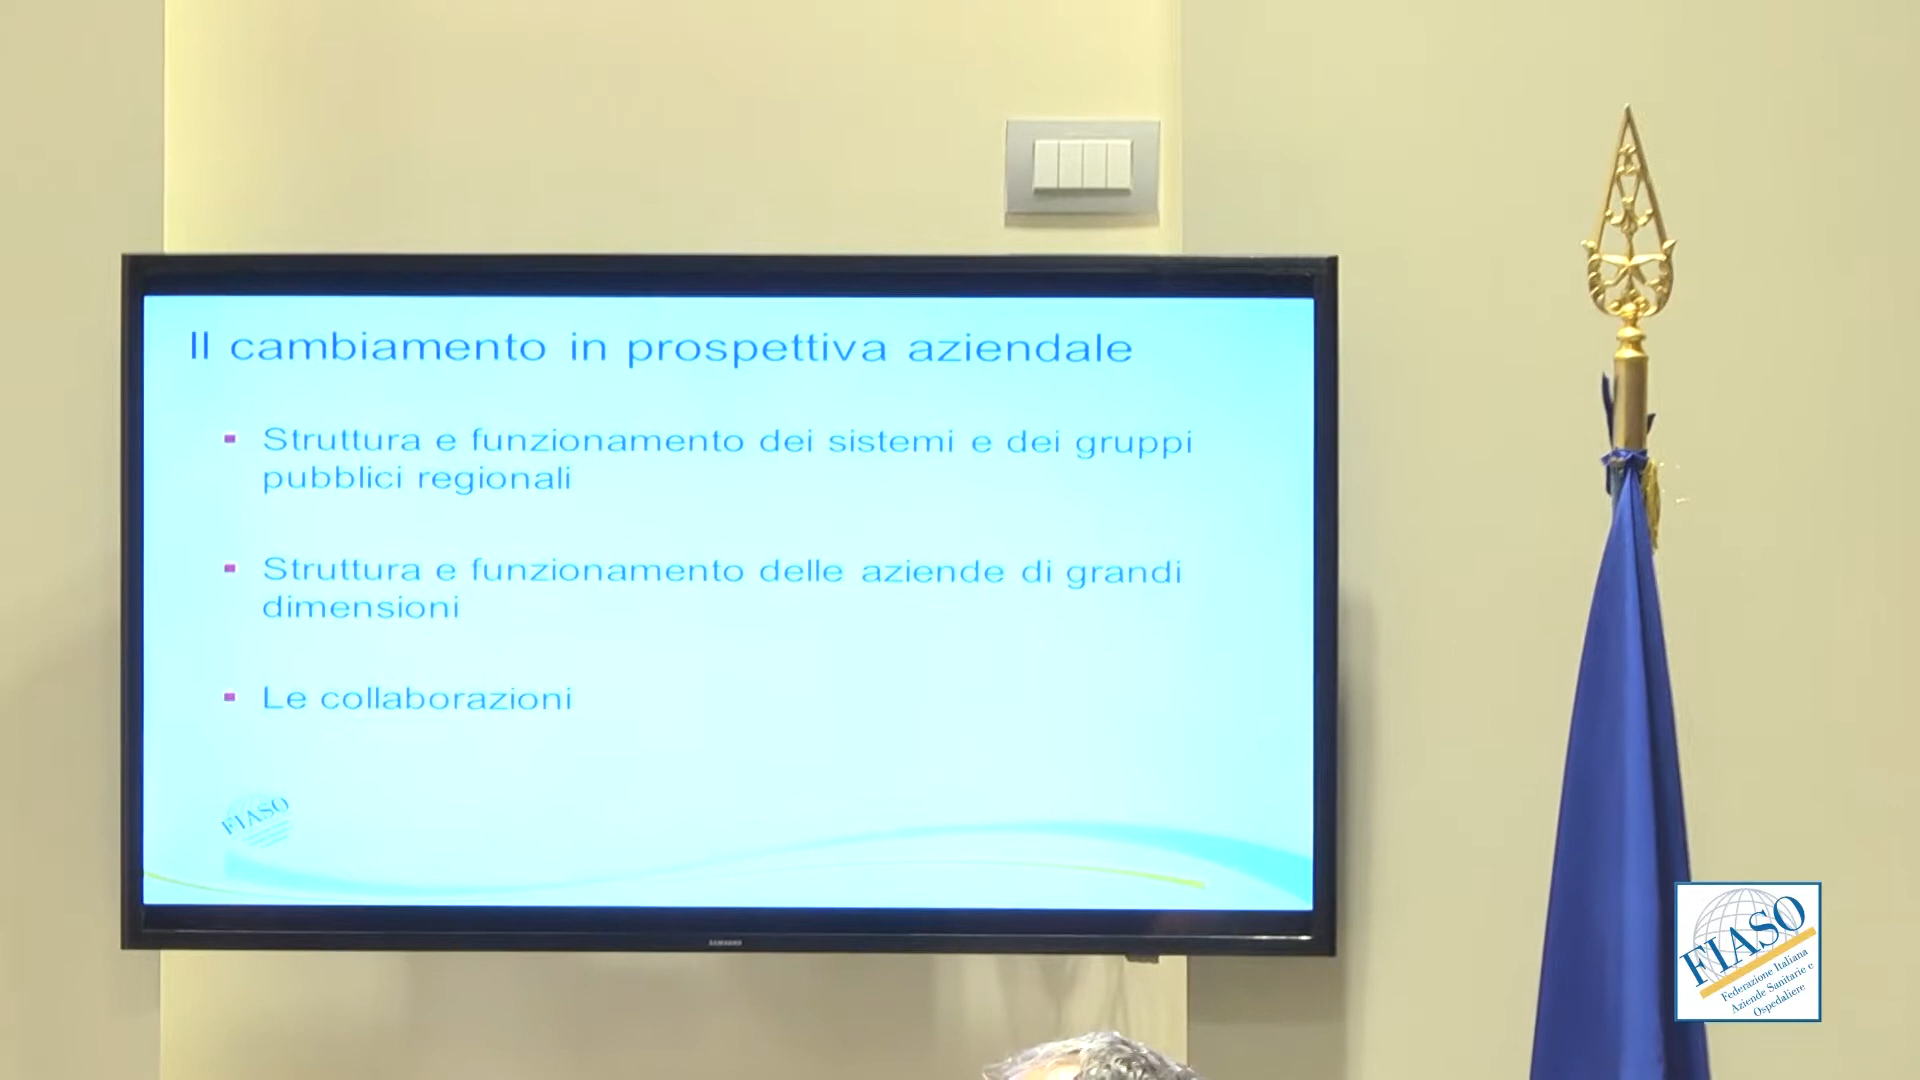 Il cambiamento in prospettiva aziendale
Struttura e funzionamento dei sistemi e dei gruppi
pubblici regionali
Struttura e funzionamento delle aziende di grandi
dimensioni
Le collaborazioni
FIASO
SAMSUNG
FIASO
Federazione Italiana
Aziende Sanitarie e
Ospedaliere